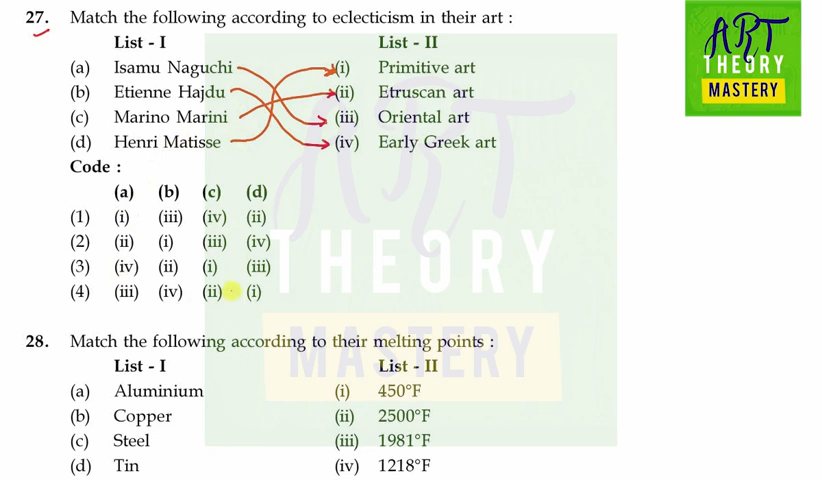 27. Match the following according to eclecticism in their art :
List - I List - II
(a) Isamu Naguchi (i) Primitive art
(b) Etienne Hajdu (ii) Etruscan art
(c) Marino Marini (iii) Oriental art
(d) Henri Matisse (iv) Early Greek art
Code :
(a) (b) (c) (d)
(1) (i) (iii) (iv) (ii)
(2) (ii) (i) (iii) (iv)
(3) (iv) (ii) (i) (iii)
(4) (iii) (iv) (ii) (i)
28. Match the following according to their melting points :
List - I List - II
(a) Aluminium (i) 450°F
(b) Copper (ii) 2500°F
(c) Steel (iii) 1981°F
(d) Tin (iv) 1218°F
ART
THEORY
MASTERY
ART
THEORY
MASTERY